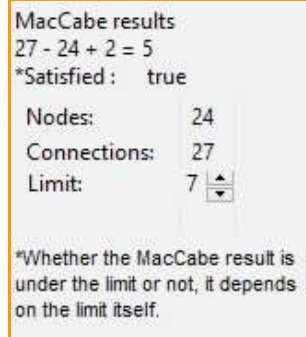 MacCabe results
27 - 24 + 2 = 5
*Satisfied : true
Nodes: 24
Connections: 27
Limit: 7
*Whether the MacCabe result is
under the limit or not, it depends
on the limit itself.